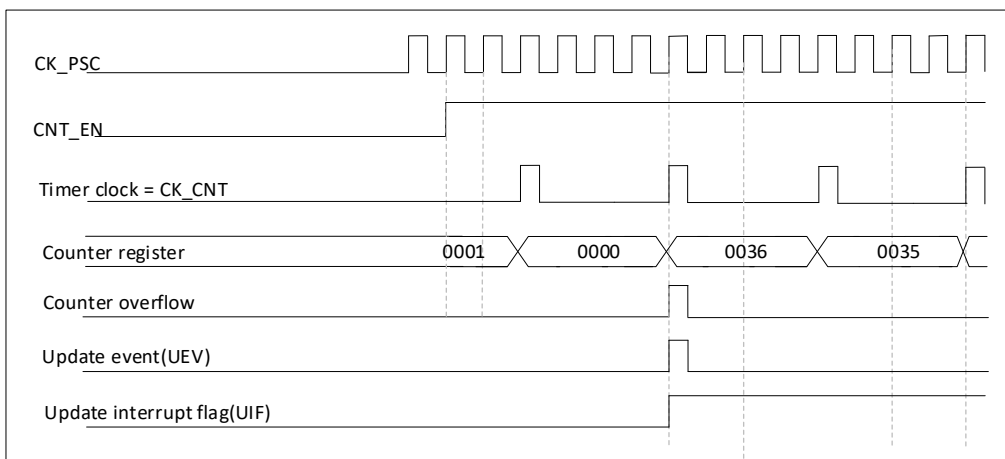 CK_PSC
CNT_EN
Timer clock = CK_CNT
Counter register 0001 0000 0036 0035
Counter overflow
Update event(UEV)
Update interrupt flag(UIF)